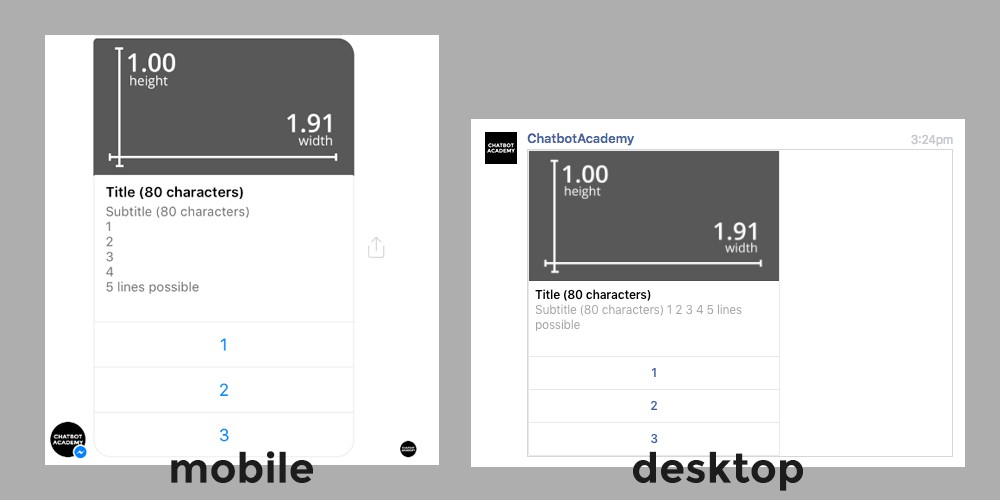 1.00
height
1.91
width
Title (80 characters)
Subtitle (80 characters)
1
2
3
4
5 lines possible
1
2
3
CHATBOT
ACADEMY
CHATBOT
ACADEMY
mobile
CHATBOT
ACADEMY
ChatbotAcademy
3:24pm
1.00
height
1.91
width
Title (80 characters)
Subtitle (80 characters) 1 2 3 4 5 lines
possible
1
2
3
desktop